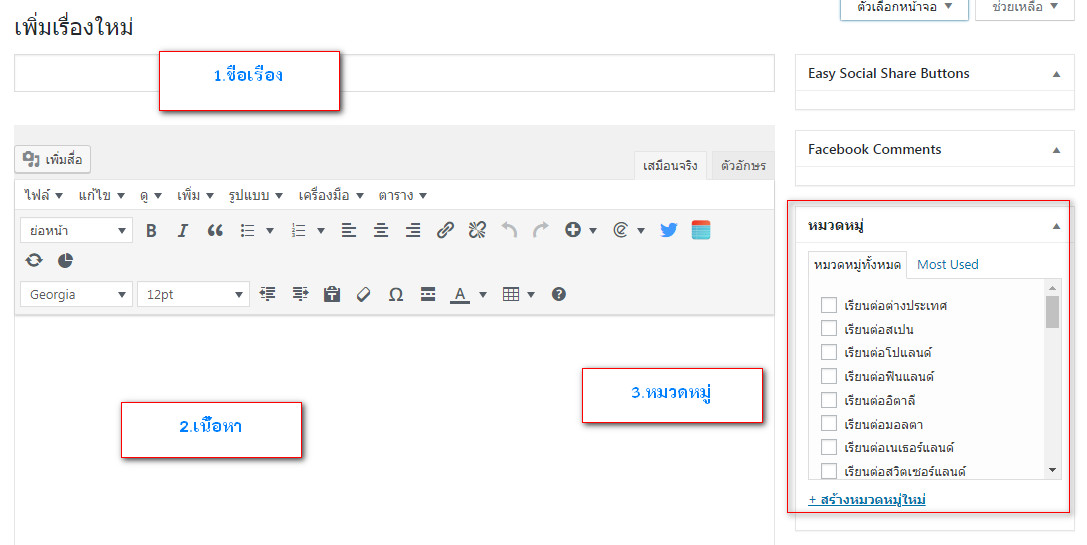 ตัวเลือกหน้าจอ ช่วยเหลือ
เพิ่มเรื่องใหม่
1.ชื่อเรื่อง
Easy Social Share Buttons
Facebook Comments
เพิ่มสื่อ
เสมือนจริง ตัวอักษร
ไฟล์ แก้ไข ดู เพิ่ม รูปแบบ เครื่องมือ ตาราง
ย่อหน้า
Georgia 12pt
2.เนื้อหา
3.หมวดหมู่
หมวดหมู่
หมวดหมู่ทั้งหมด Most Used
เรียนต่อต่างประเทศ
เรียนต่อสเปน
เรียนต่อโปแลนด์
เรียนต่อฟินแลนด์
เรียนต่ออิตาลี
เรียนต่อมอลตา
เรียนต่อเนเธอร์แลนด์
เรียนต่อสวิตเซอร์แลนด์
+ สร้างหมวดหมู่ใหม่